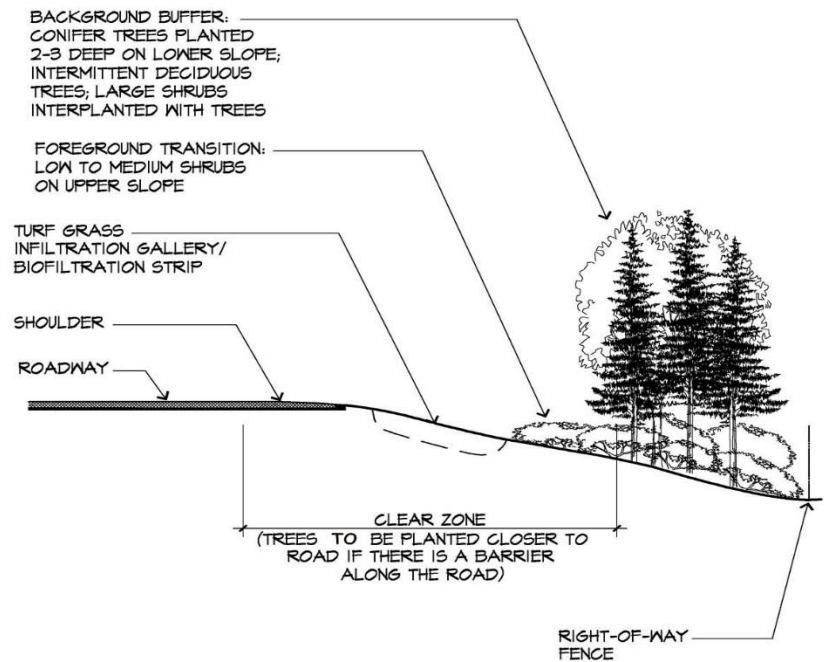 BACKGROUND BUFFER:
CONIFER TREES PLANTED
2-3 DEEP ON LOWER SLOPE;
INTERMITTENT DECIDUOUS
TREES; LARGE SHRUBS
INTERPLANTED WITH TREES
FOREGROUND TRANSITION:
LOW TO MEDIUM SHRUBS
ON UPPER SLOPE
TURF GRASS
INFILTRATION GALLERY/
BIOFILTRATION STRIP
SHOULDER
ROADWAY
CLEAR ZONE
(TREES TO BE PLANTED CLOSER TO
ROAD IF THERE IS A BARRIER
ALONG THE ROAD)
RIGHT-OF-WAY
FENCE